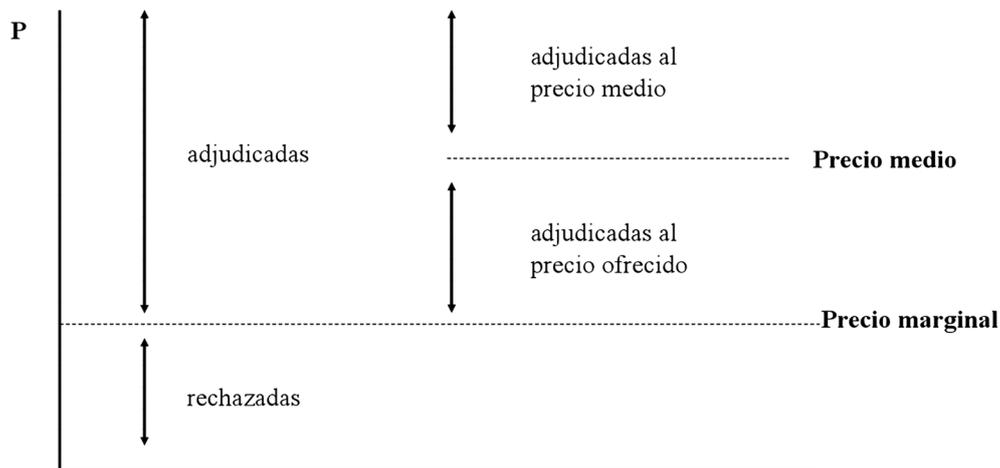 P
adjudicadas al
precio medio
adjudicadas
Precio medio
adjudicadas al
precio ofrecido
Precio marginal
rechazadas